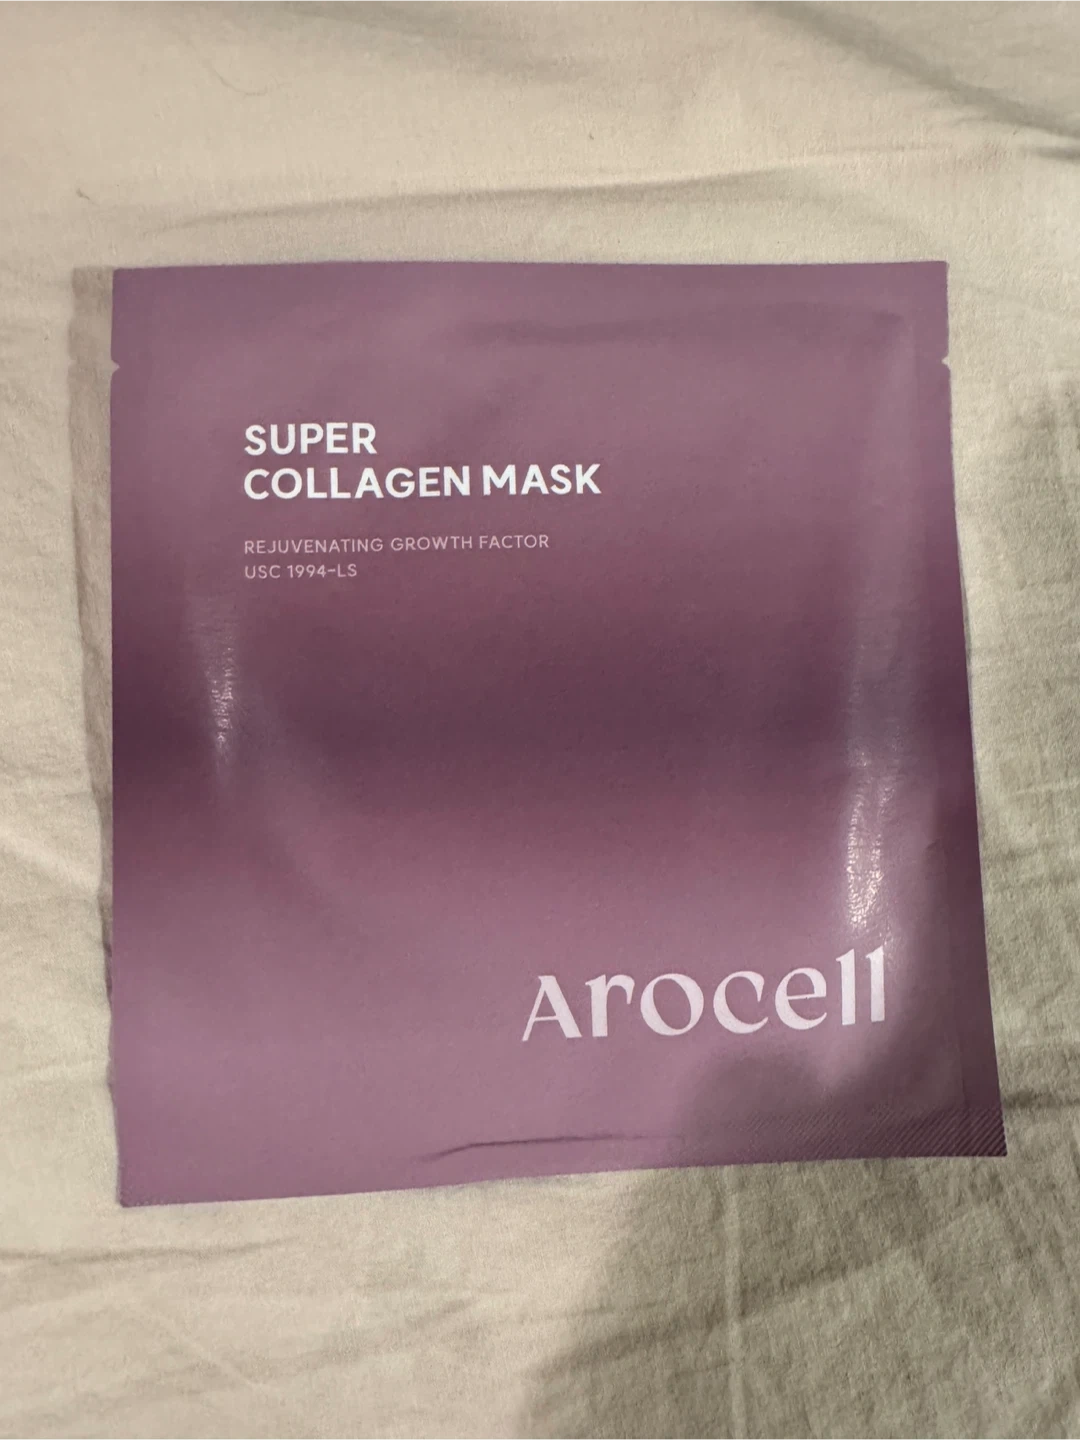 SUPER
COLLAGEN MASK
REJUVENATING GROWTH FACTOR
USC 1994-LS
Arocell